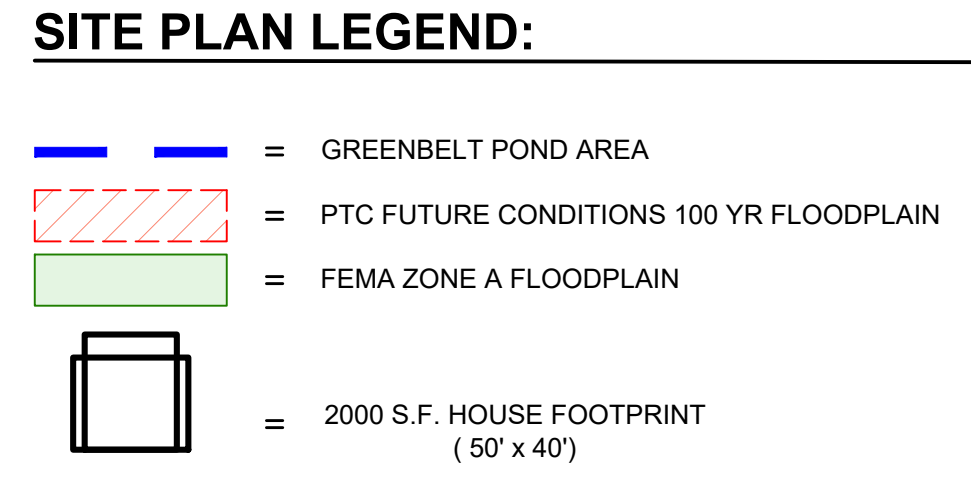 SITE PLAN LEGEND:
= GREENBELT POND AREA
= PTC FUTURE CONDITIONS 100 YR FLOODPLAIN
= FEMA ZONE A FLOODPLAIN
= 2000 S.F. HOUSE FOOTPRINT
( 50' x 40')